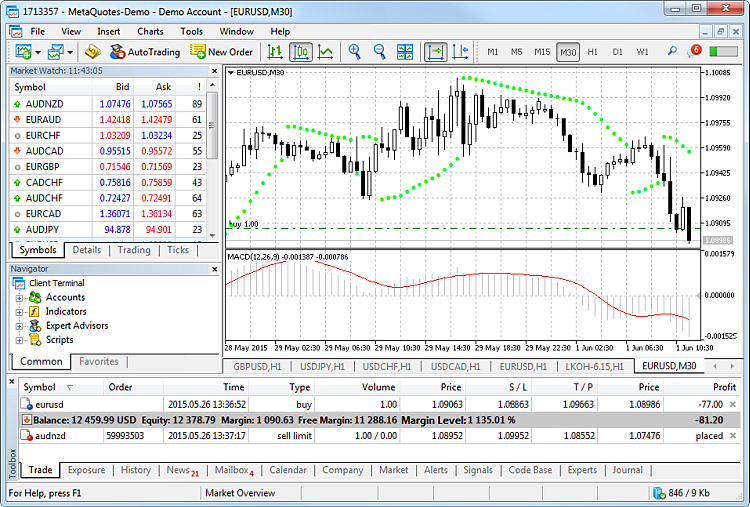 1713357 - MetaQuotes-Demo - Demo Account - [EURUSD,M30]
File View Insert Charts Tools Window Help
AutoTrading New Order M1 M5 M15 M30 H1 H4 D1 W1 6
Market Watch: 11:43:05
Symbol Bid Ask !
AUDNZD 1.07476 1.07565 89
EURAUD 1.42418 1.42479 61
EURCHF 1.03209 1.03234 25
AUDCAD 0.95515 0.95572 55
EURGBP 0.71546 0.71569 23
CADCHF 0.75816 0.75859 43
AUDCHF 0.72427 0.72491 64
EURCAD 1.36071 1.36134 63
AUDJPY 94.878 94.901 23
Symbols Details Trading Ticks
Navigator
Client Terminal
Accounts
Indicators
Expert Advisors
Scripts
Common Favorites
EURUSD,M30
1.10085
1.09920
1.09755
1.09590
1.09425
1.09260
1.09095
buy 1.00
1.08986
MACD(12,26,9) -0.001387 -0.000786
0.001579
0.000000
-0.001525
28 May 2015 29 May 02:30 29 May 06:30 29 May 10:30 29 May 14:30 29 May 18:30 29 May 22:30 1 Jun 02:30 1 Jun 06:30 1 Jun 10:30
GBPUSD,H1 USDJPY,H1 USDCHF,H1 USDCAD,H1 EURUSD,H1 LKOH-6.15,H1 EURUSD,M30
Symbol Order Time Type Volume Price S / L T / P Price Profit
eurusd 2015.05.26 13:36:52 buy 1.00 1.09063 1.08863 1.09663 1.08986 -77.00
Balance: 12 459.99 USD Equity: 12 378.79 Margin: 1 090.63 Free Margin: 11 288.16 Margin Level: 1 135.01 % -81.20
audnzd 59993503 2015.05.26 13:37:17 sell limit 1.00 / 0.00 1.08952 1.09952 1.08552 1.07476 placed
Toolbox
Trade Exposure History News 21 Mailbox 4 Calendar Company Market Alerts Signals Code Base Experts Journal
For Help, press F1 Market Overview 846 / 9 Kb